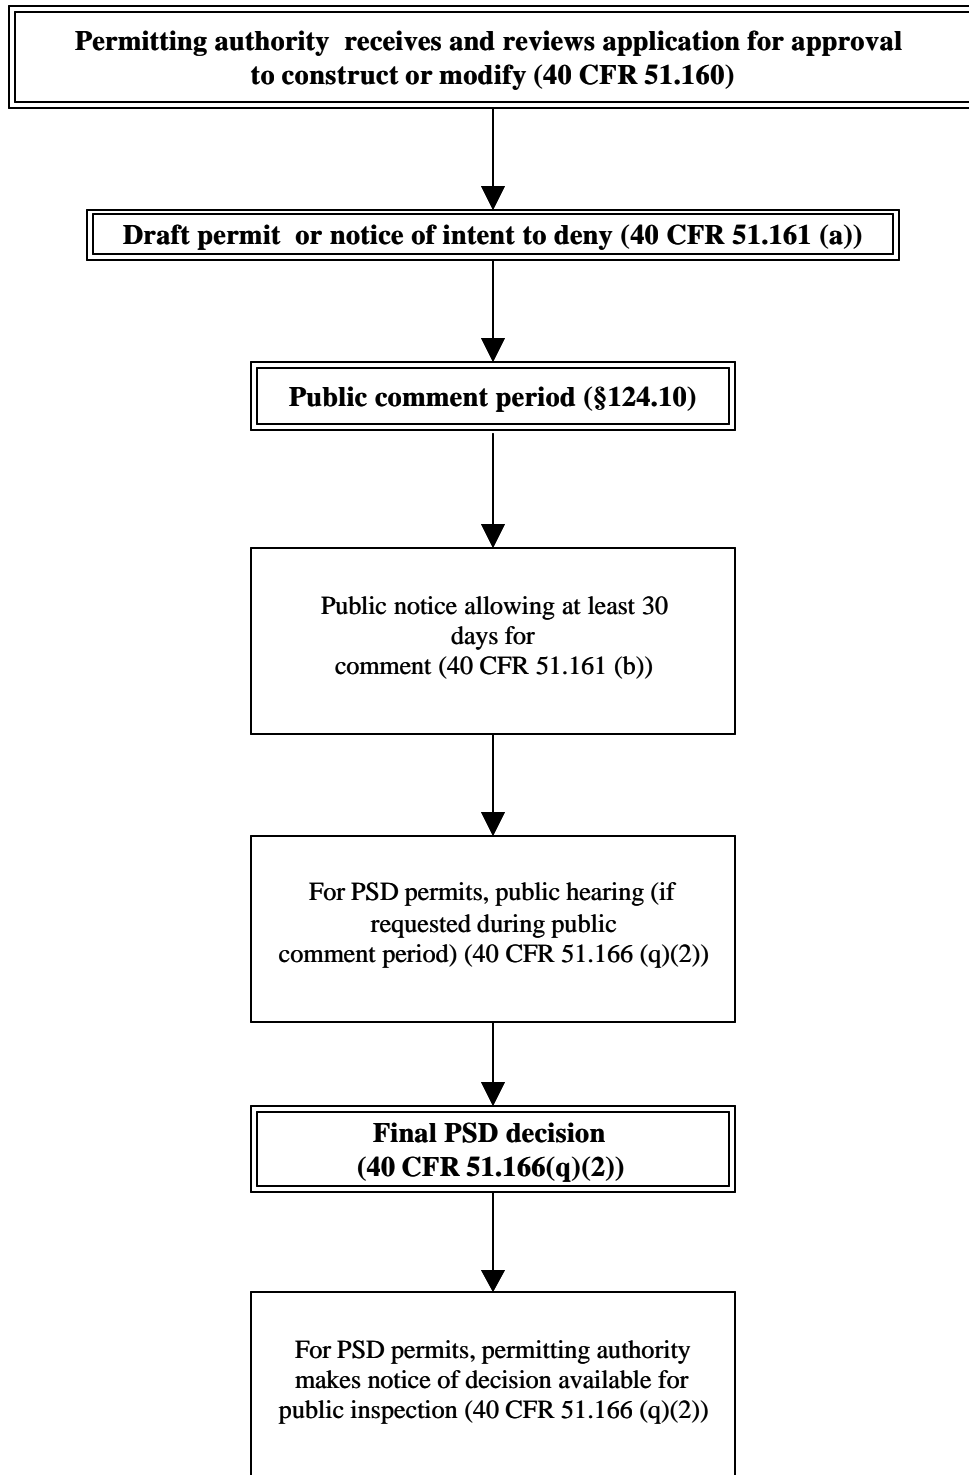 Permitting authority  receives and reviews application for approval
to construct or modify (40 CFR 51.160)
Draft permit  or notice of intent to deny (40 CFR 51.161 (a))
Public comment period (§124.10)
Public notice allowing at least 30
days for
comment (40 CFR 51.161 (b))
For PSD permits, public hearing (if
requested during public
comment period) (40 CFR 51.166 (q)(2))
Final PSD decision
(40 CFR 51.166(q)(2))
For PSD permits, permitting authority
makes notice of decision available for
public inspection (40 CFR 51.166 (q)(2))